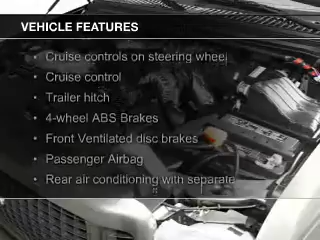 VEHICLE FEATURES
• Cruise controls on steering wheel
• Cruise control
• Trailer hitch
• 4-wheel ABS Brakes
• Front Ventilated disc brakes
• Passenger Airbag
• Rear air conditioning with separate